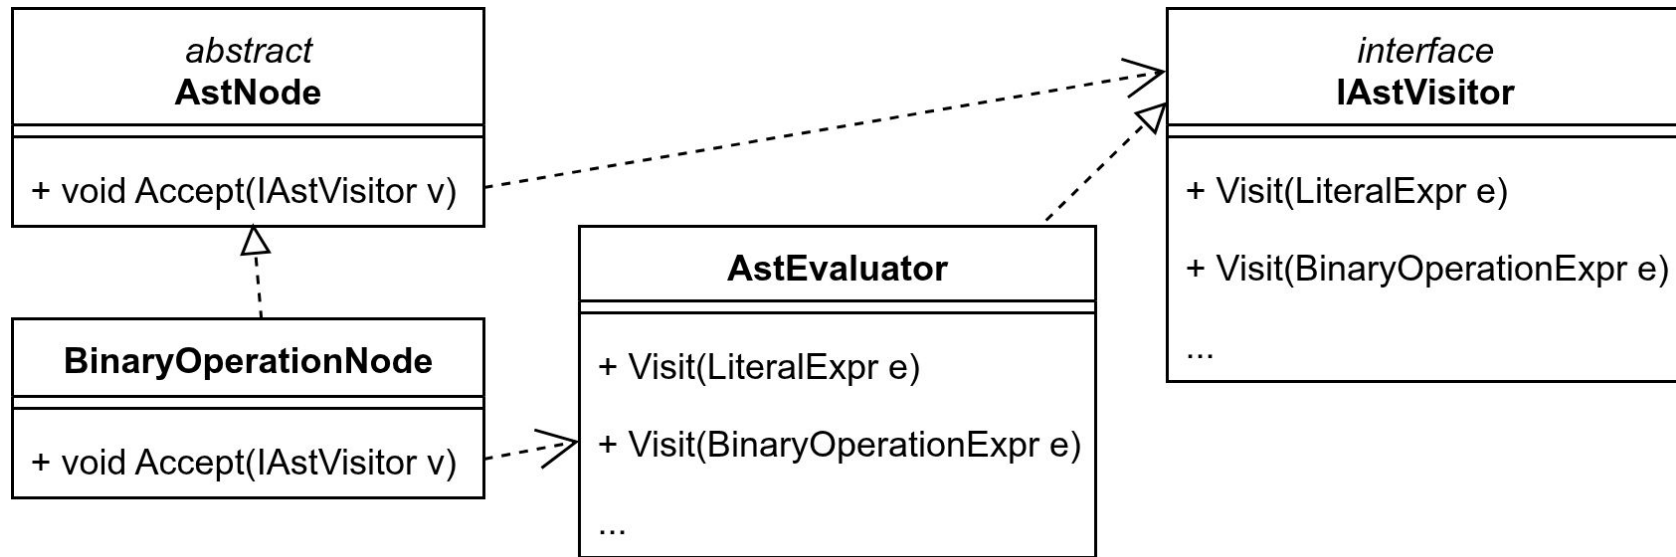 abstract
AstNode
+ void Accept(IAstVisitor v)
BinaryOperationNode
+ void Accept(IAstVisitor v)
AstEvaluator
+ Visit(LiteralExpr e)
+ Visit(BinaryOperationExpr e)
...
interface
IAstVisitor
+ Visit(LiteralExpr e)
+ Visit(BinaryOperationExpr e)
...